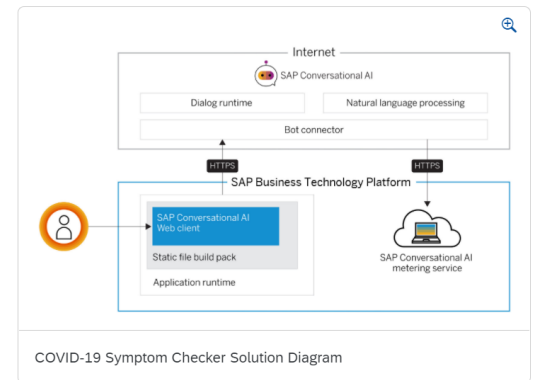 Internet
SAP Conversational AI
Dialog runtime
Natural language processing
Bot connector
HTTPS
HTTPS
SAP Business Technology Platform
SAP Conversational AI
Web client
Static file build pack
Application runtime
SAP Conversational AI
metering service
COVID-19 Symptom Checker Solution Diagram